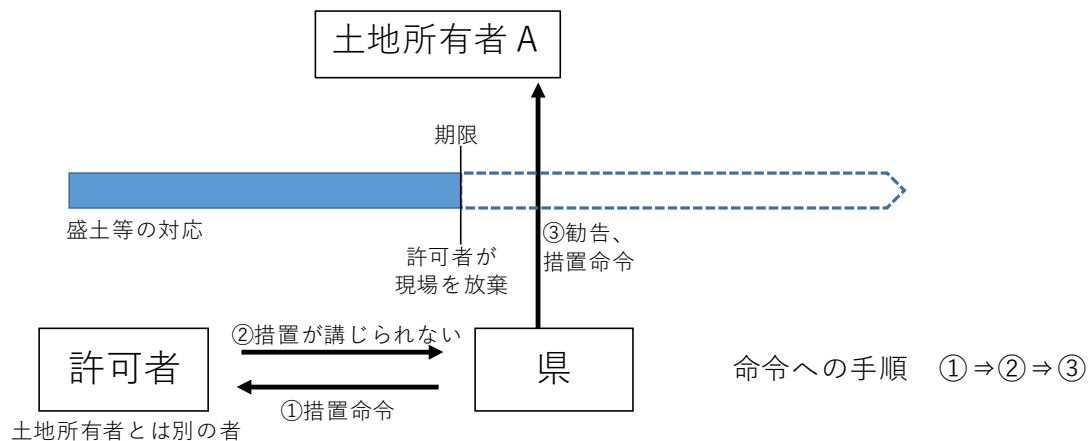 土地所有者 A
期限
盛土等の対応
③勧告、
措置命令
許可者が
現場を放棄
②措置が講じられない
許可者
県
命令への手順 ①⇒②⇒③
①措置命令
土地所有者とは別の者